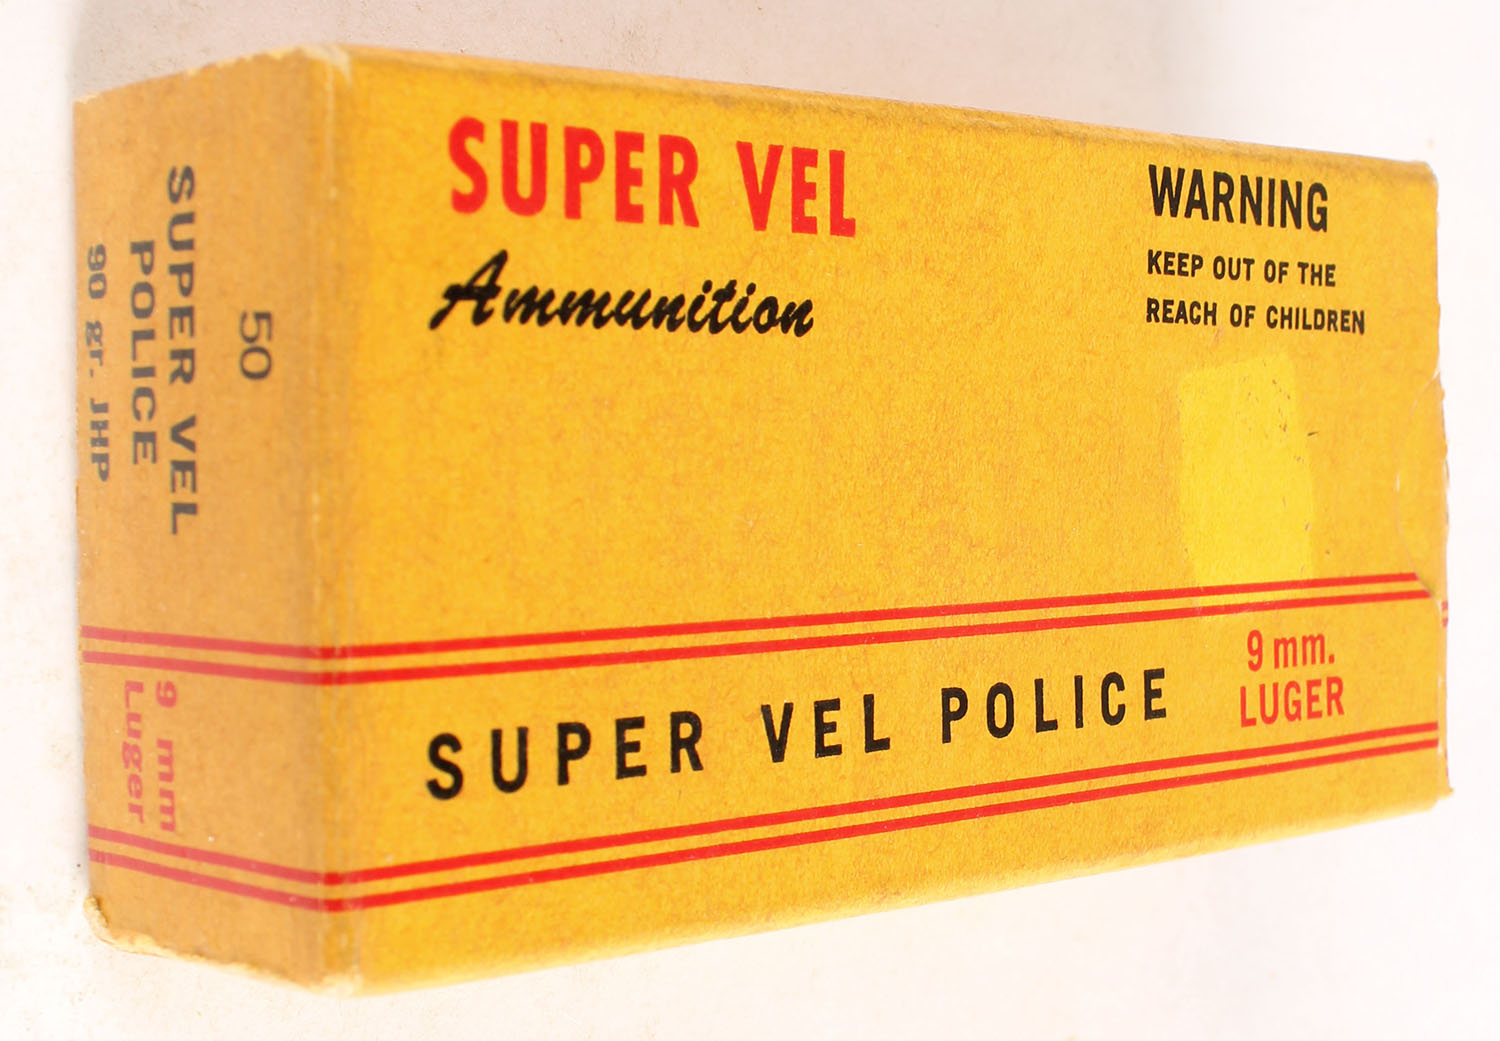 SUPER VEL
Ammunition
WARNING
KEEP OUT OF THE
REACH OF CHILDREN
SUPER VEL POLICE
9 mm.
LUGER
50
SUPER VEL
POLICE
90 gr. JHP
9 mm
Luger